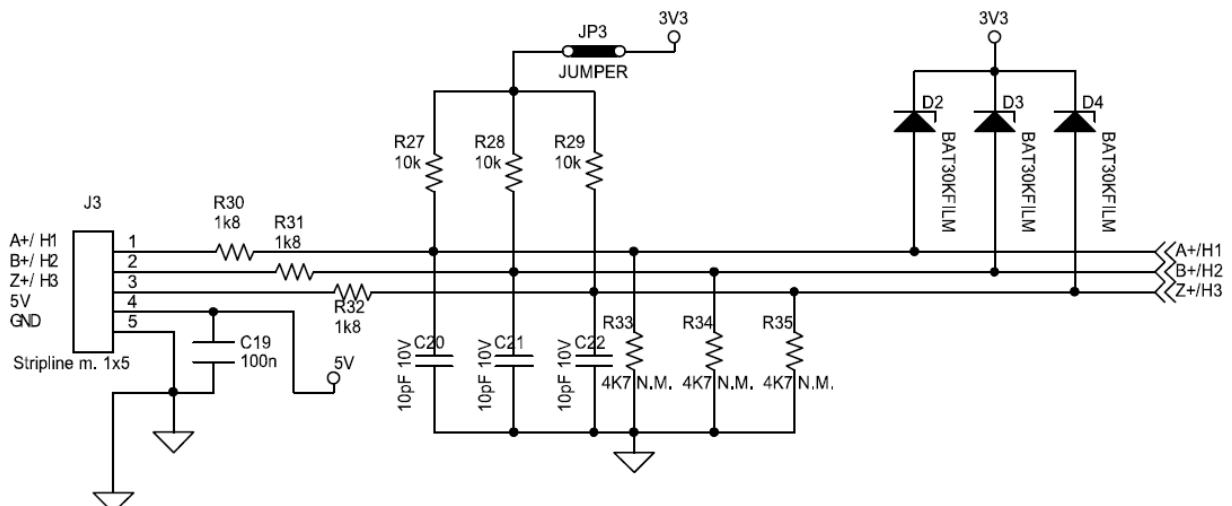 3V3
JP3
JUMPER
3V3
D2
D3
D4
BAT30KFILM
BAT30KFILM
BAT30KFILM
R27
10k
R28
10k
R29
10k
J3
R30
1k8
R31
1k8
A+/ H1
B+/ H2
Z+/ H3
5V
GND
1
2
3
4
5
A+/H1
B+/H2
Z+/H3
R32
1k8
Stripline m. 1x5
C19
100n
5V
C20
10pF 10V
C21
10pF 10V
C22
10pF 10V
R33
R34
R35
4K7 N.M.
4K7 N.M.
4K7 N.M.